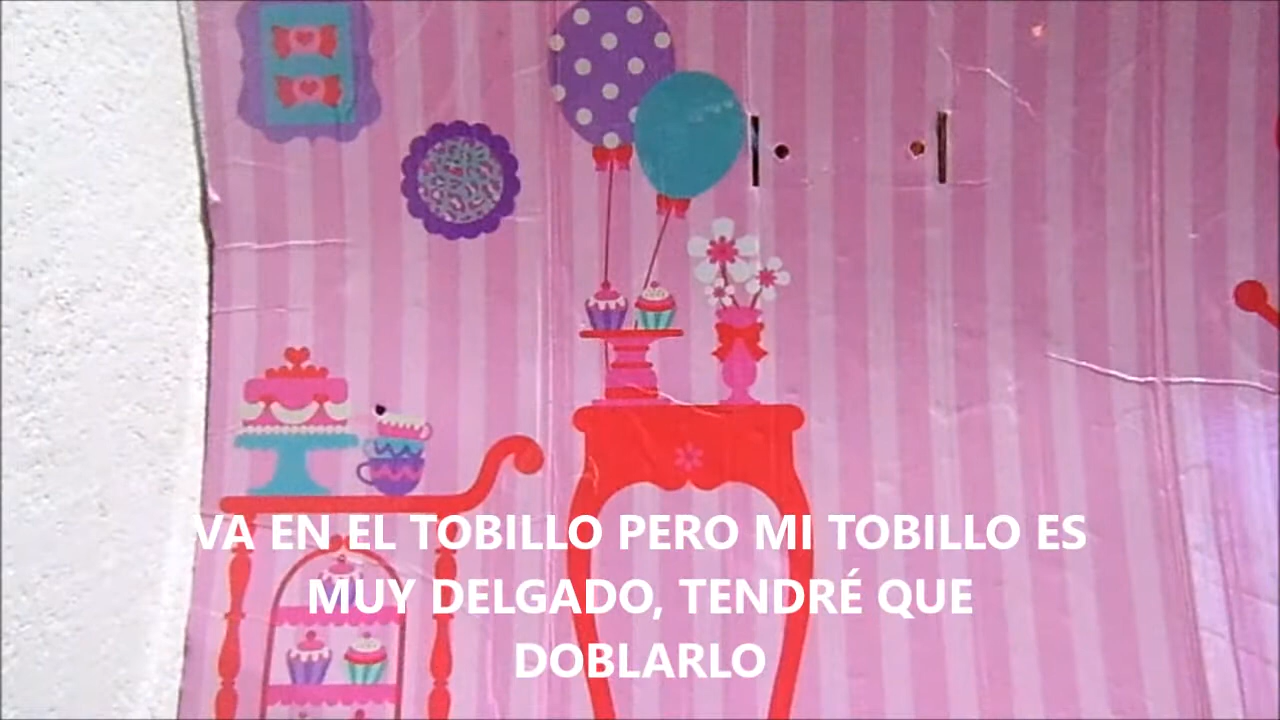 VA EN EL TOBILLO PERO MI TOBILLO ES
MUY DELGADO, TENDRÉ QUE
DOBLARLO